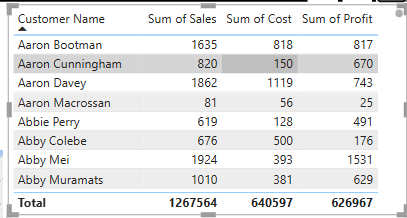 Customer Name Sum of Sales Sum of Cost Sum of Profit
Aaron Bootman 1635 818 817
Aaron Cunningham 820 150 670
Aaron Davey 1862 1119 743
Aaron Macrossan 81 56 25
Abbie Perry 619 128 491
Abby Colebe 676 500 176
Abby Mei 1924 393 1531
Abby Muramats 1010 381 629
Total 1267564 640597 626967